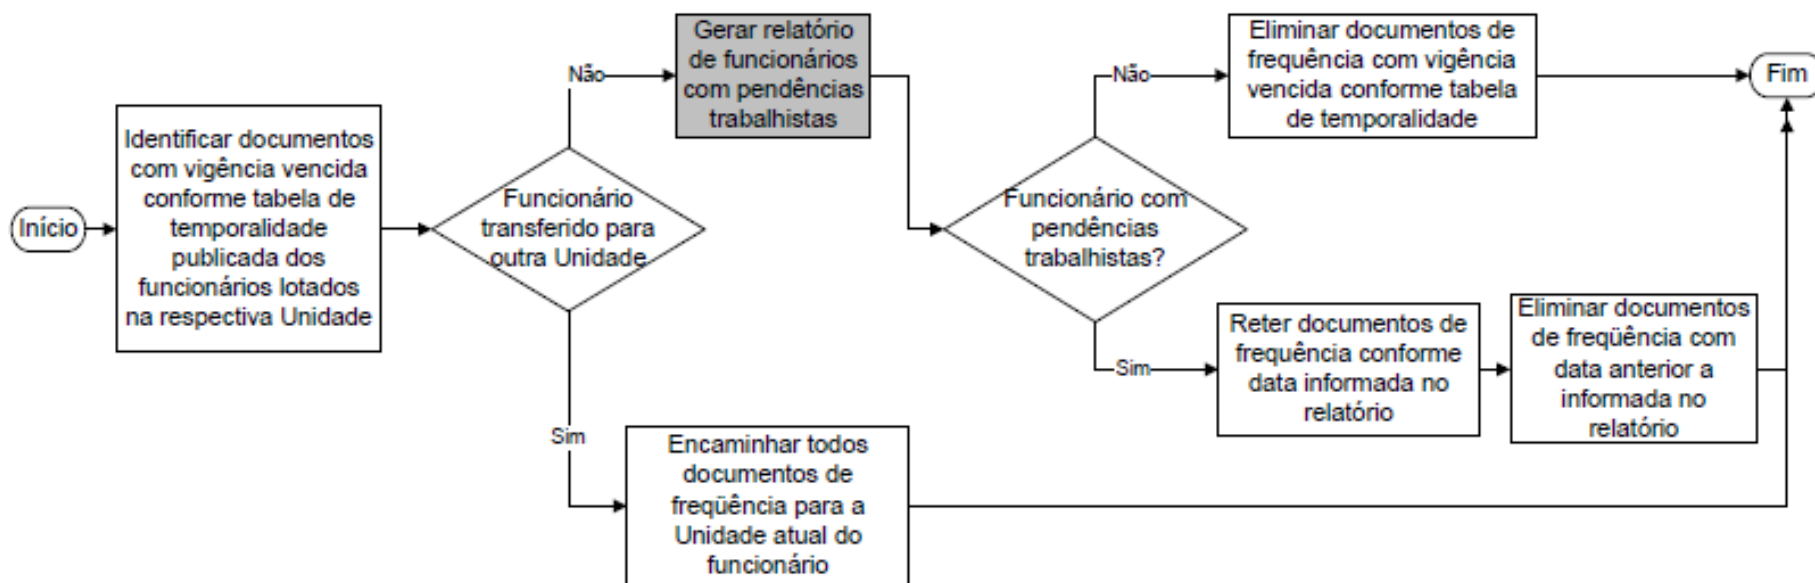 Início
Identificar documentos
com vigência vencida
conforme tabela de
temporalidade
publicada dos
funcionários lotados
na respectiva Unidade
Funcionário
transferido para
outra Unidade
Não
Gerar relatório
de funcionários
com pendências
trabalhistas
Funcionário com
pendências
trabalhistas?
Não
Eliminar documentos de
frequência com vigência
vencida conforme tabela
de temporalidade
Fim
Sim
Reter documentos de
frequência conforme
data informada no
relatório
Eliminar documentos
de freqüência com
data anterior a
informada no
relatório
Sim
Encaminhar todos
documentos de
freqüência para a
Unidade atual do
funcionário